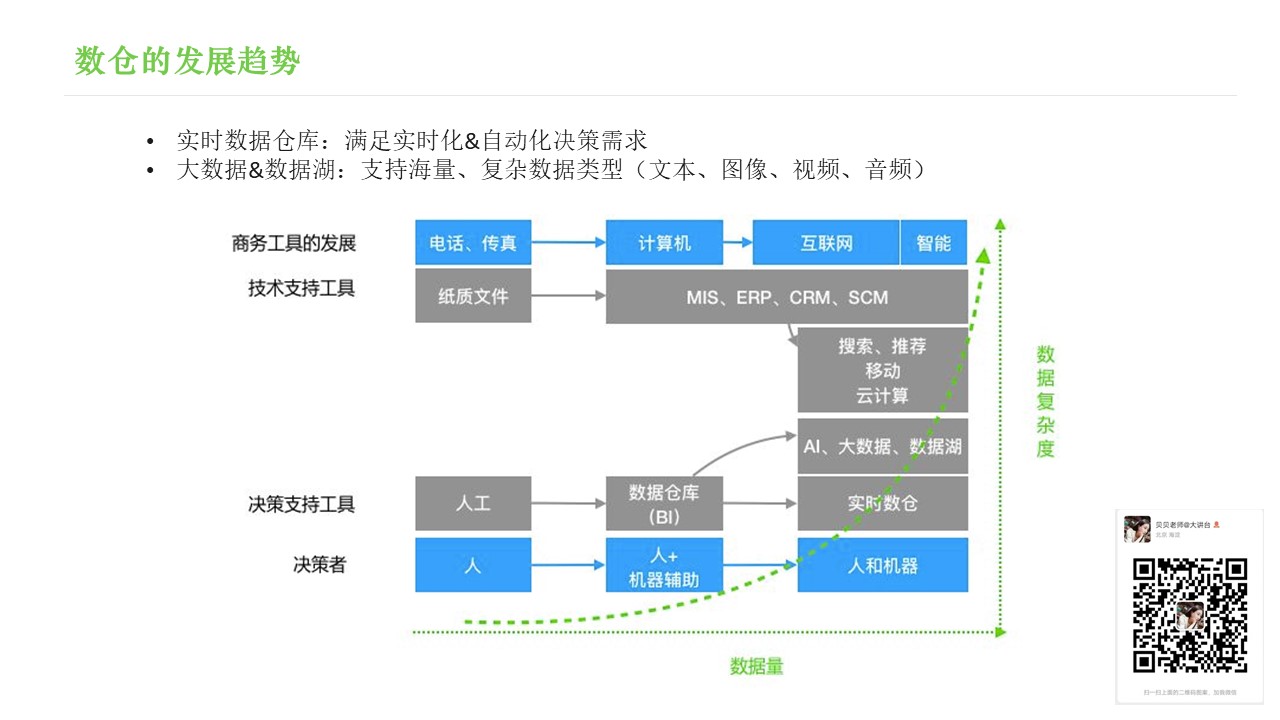 数仓的发展趋势
• 实时数据仓库：满足实时化&自动化决策需求
• 大数据&数据湖：支持海量、复杂数据类型（文本、图像、视频、音频）
商务工具的发展
电话、传真
计算机
互联网
智能
技术支持工具
纸质文件
MIS、ERP、CRM、SCM
搜索、推荐
移动
云计算
AI、大数据、数据湖
决策支持工具
人工
数据仓库
（BI）
实时数仓
决策者
人
人+
机器辅助
人和机器
数据复杂度
数据量
贝贝老师@大讲台
北京 海淀
扫一扫上面的二维码图案，加我微信